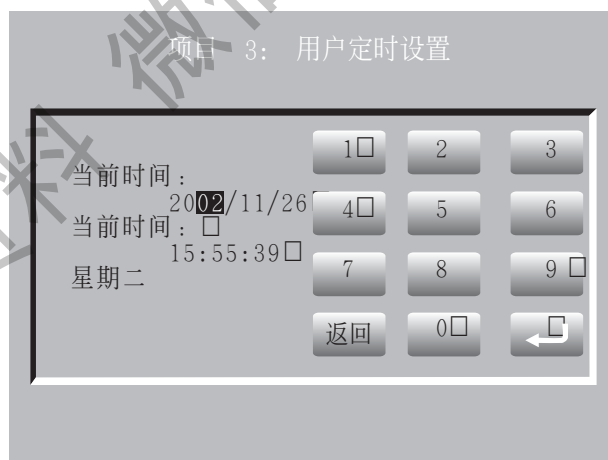 项目 3: 用户定时设置
当前时间:
2002/11/26
当前时间:
15:55:39
星期二
1 2 3
4 5 6
7 8 9
返回 0
料 微